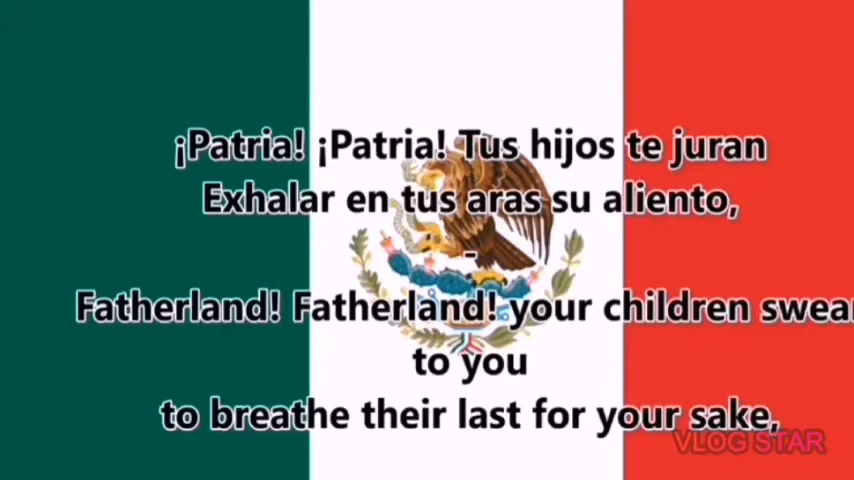 ¡Patria! ¡Patria! Tus hijos te juran
Exhalar en tus aras su aliento,
-
Fatherland! Fatherland! your children swear
to you
to breathe their last for your sake,
VLOG STAR